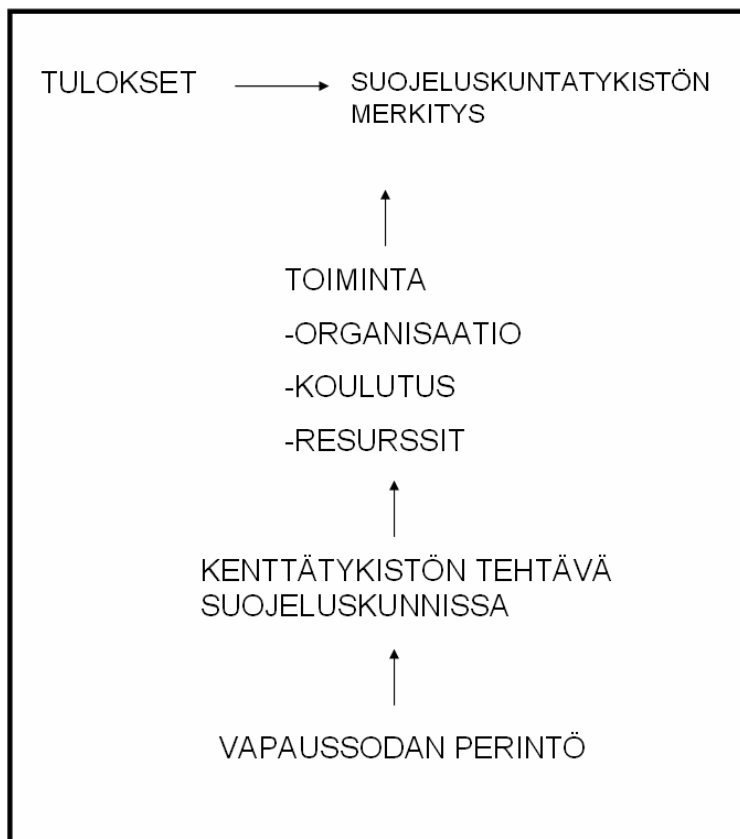 TULOKSET
SUOJELUSKUNTATYKISTÖN
MERKITYS
TOIMINTA
-ORGANISAATIO
-KOULUTUS
-RESURSSIT
KENTTÄTYKISTÖN TEHTÄVÄ
SUOJELUSKUNNISSA
VAPAUSSODAN PERINTÖ